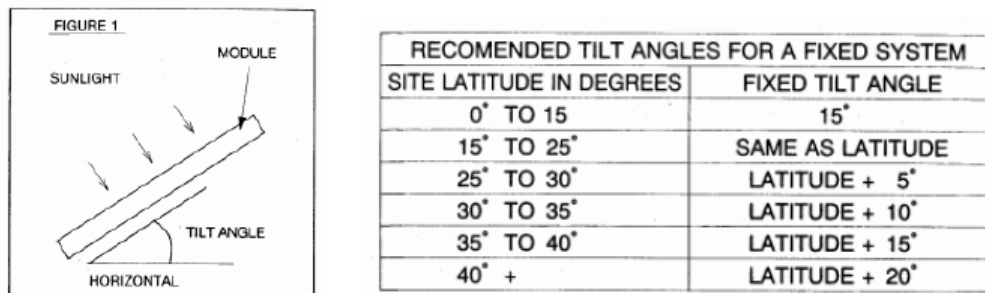 FIGURE 1
MODULE
SUNLIGHT
TILT ANGLE
HORIZONTAL
RECOMENDED TILT ANGLES FOR A FIXED SYSTEM
SITE LATITUDE IN DEGREES FIXED TILT ANGLE
0° TO 15 15°
15° TO 25° SAME AS LATITUDE
25° TO 30° LATITUDE + 5°
30° TO 35° LATITUDE + 10°
35° TO 40° LATITUDE + 15°
40° + LATITUDE + 20°